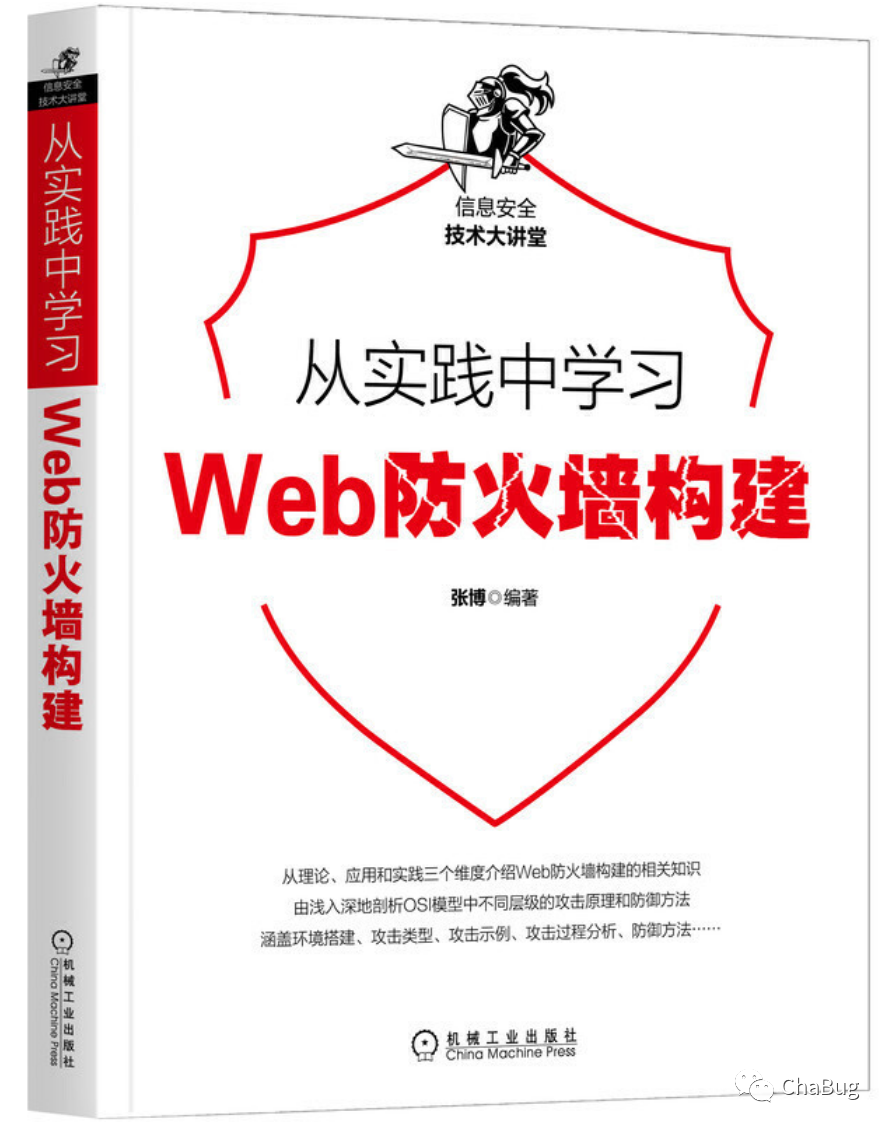 信息安全
技术大讲堂
从实践中学习
Web防火墙构建
机械工业出版社
China Machine Press
信息安全
技术大讲堂
从实践中学习
Web防火墙构建
张博◎编著
从理论、应用和实践三个维度介绍Web防火墙构建的相关知识
由浅入深地剖析OSI模型中不同层级的攻击原理和防御方法
涵盖环境搭建、攻击类型、攻击示例、攻击过程分析、防御方法……
机械工业出版社
China Machine Press
ChaBug